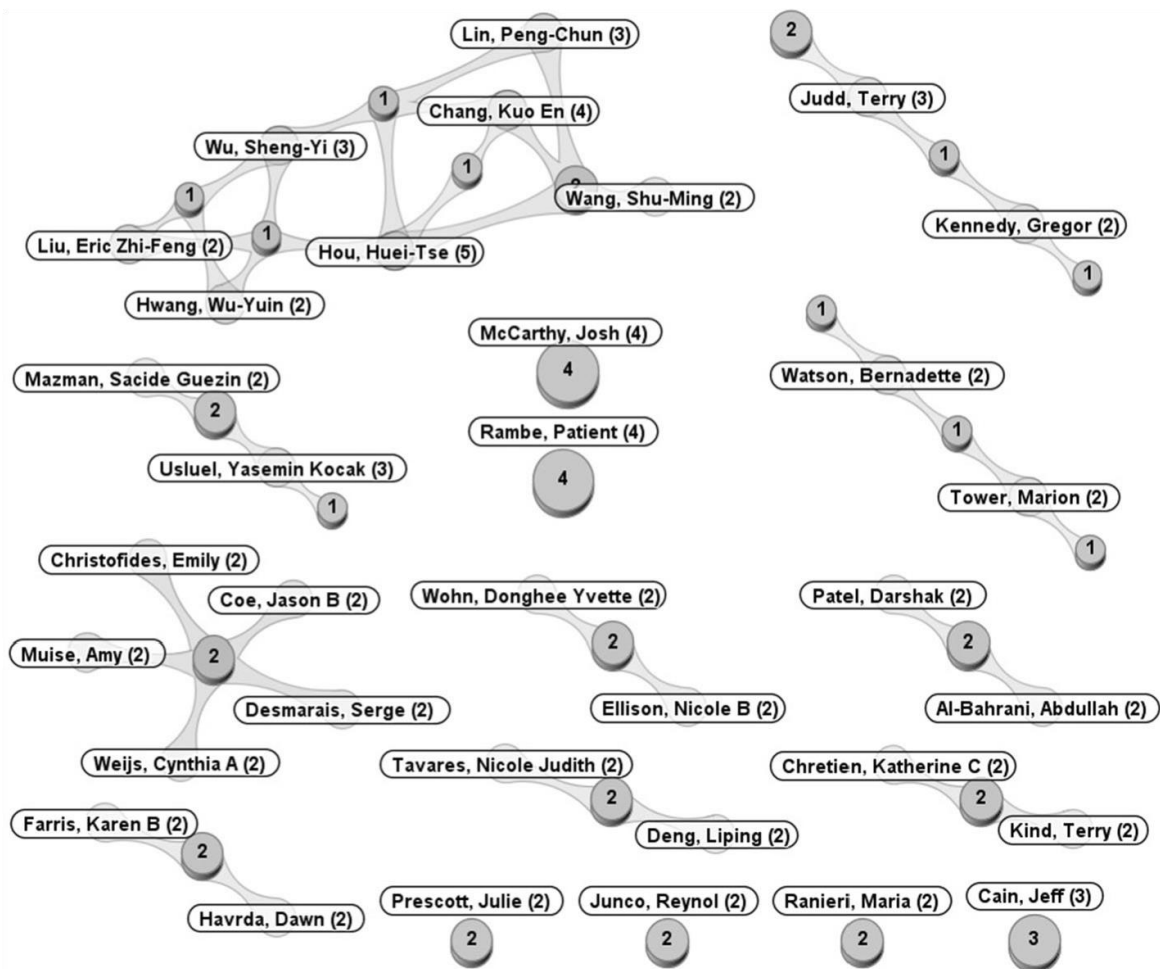 Lin, Peng-Chun (3)
2
1
Chang, Kuo En (4)
Judd, Terry (3)
Wu, Sheng-Yi (3)
1
1
1
Wang, Shu-Ming (2)
Liu, Eric Zhi-Feng (2)
1
Hou, Huei-Tse (5)
Kennedy, Gregor (2)
1
Hwang, Wu-Yuin (2)
1
McCarthy, Josh (4)
4
Mazman, Sacide Guezin (2)
2
Watson, Bernadette (2)
1
Rambe, Patient (4)
4
Usluel, Yasemin Kocak (3)
1
Tower, Marion (2)
1
Christofides, Emily (2)
Coe, Jason B (2)
Muise, Amy (2)
2
Desmarais, Serge (2)
Weijs, Cynthia A (2)
Wohn, Donghee Yvette (2)
2
Ellison, Nicole B (2)
Patel, Darshak (2)
2
Al-Bahrani, Abdullah (2)
Tavares, Nicole Judith (2)
2
Deng, Liping (2)
Chretien, Katherine C (2)
2
Kind, Terry (2)
Farris, Karen B (2)
2
Havrda, Dawn (2)
Prescott, Julie (2)
2
Junco, Reynol (2)
2
Ranieri, Maria (2)
2
Cain, Jeff (3)
3